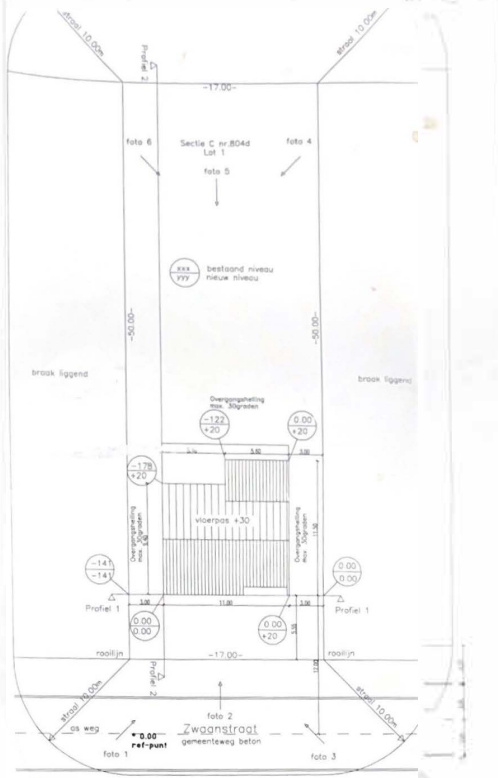 straal 10.00m
straal 10.00m
Profiel 2
-17.00-
foto 6
Sectie C nr.804d
Lot 1
foto 4
foto 5
xxx
yyy
bestaand niveau
nieuw niveau
-50.00-
-50.00-
braak liggend
braak liggend
Overgangshelling
max. 30graden
-122
+20
0.00
+20
5.60
3.00
-178
+20
Overgangshelling
max. 30graden
vloerpas +30
Overgangshelling
max. 30graden
-141
-141
0.00
0.00
Profiel 1
3.00
11.00
3.00
Profiel 1
0.00
0.00
0.00
+20
rooilijn
-17.00-
rooilijn
Profiel 2
12.00
straal 10.00m
straal 10.00m
foto 2
as weg
* 0.00
ref-punt
Zwaanstraat
gemeenteweg beton
foto 1
foto 3